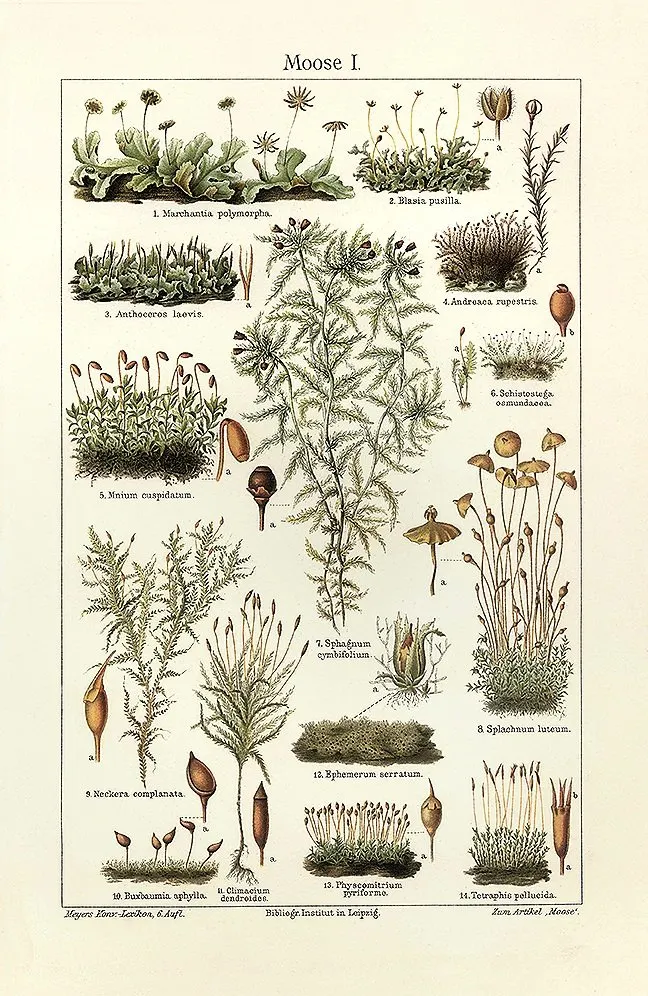 Moose I.
1. Marchantia polymorpha.
2. Blasia pusilla.
a
a
3. Anthoceros laevis.
a
4. Andreaea rupestris.
b
a
6. Schistostega
osmundacea.
5. Mnium cuspidatum.
a
a.
a.
7. Sphagnum
cymbifolium.
a.
8. Splachnum luteum.
a
9. Neckera complanata.
a.
12. Ephemerum serratum.
a.
10. Buxbaumia aphylla.
11. Climacium
dendroides.
a
13. Physcomitrium
pyriforme.
b
a
14. Tetraphis pellucida.
Meyers Konv.-Lexikon, 6. Aufl.
Bibliogr. Institut in Leipzig.
Zum Artikel ‚Moose‘.